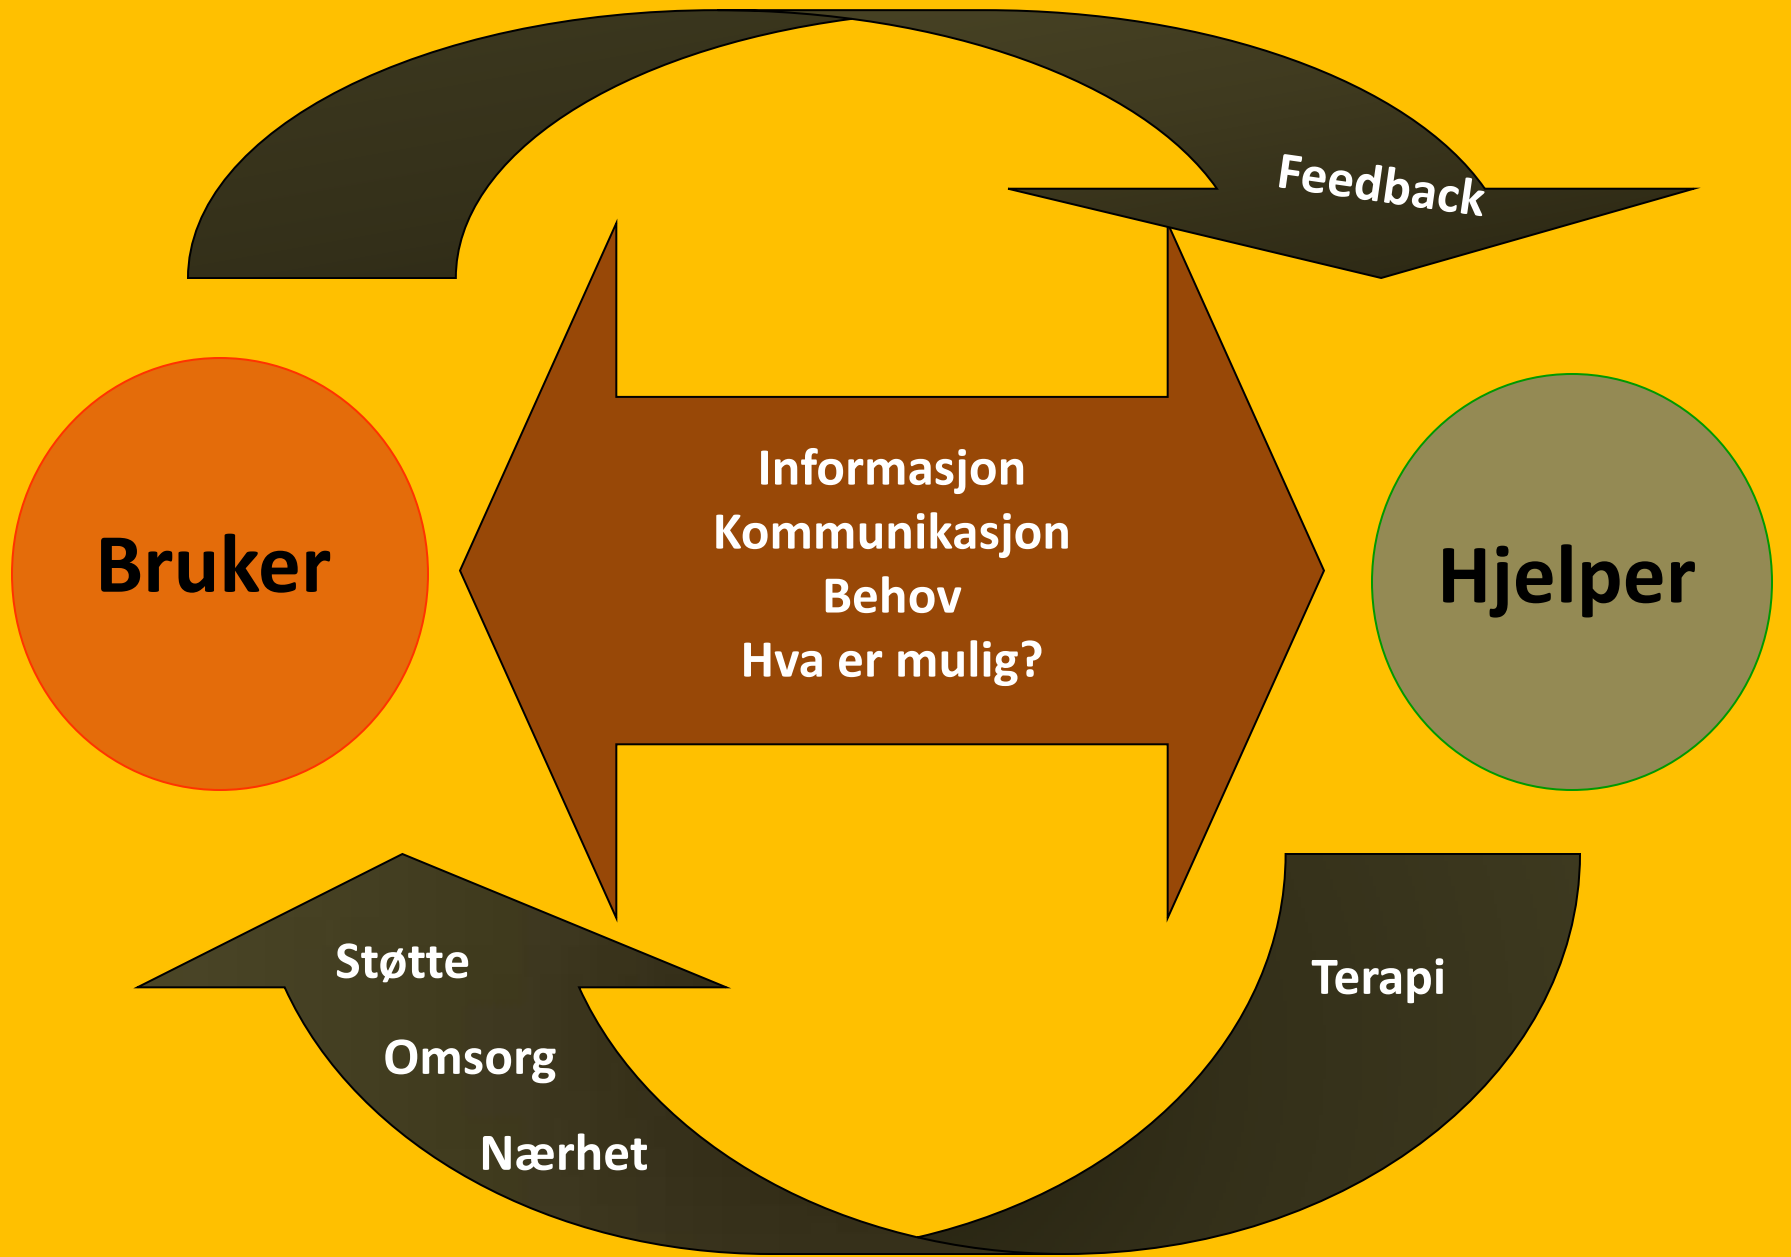 Feedback
Bruker
Informasjon
Kommunikasjon
Behov
Hva er mulig?
Hjelper
Støtte
Omsorg
Nærhet
Terapi